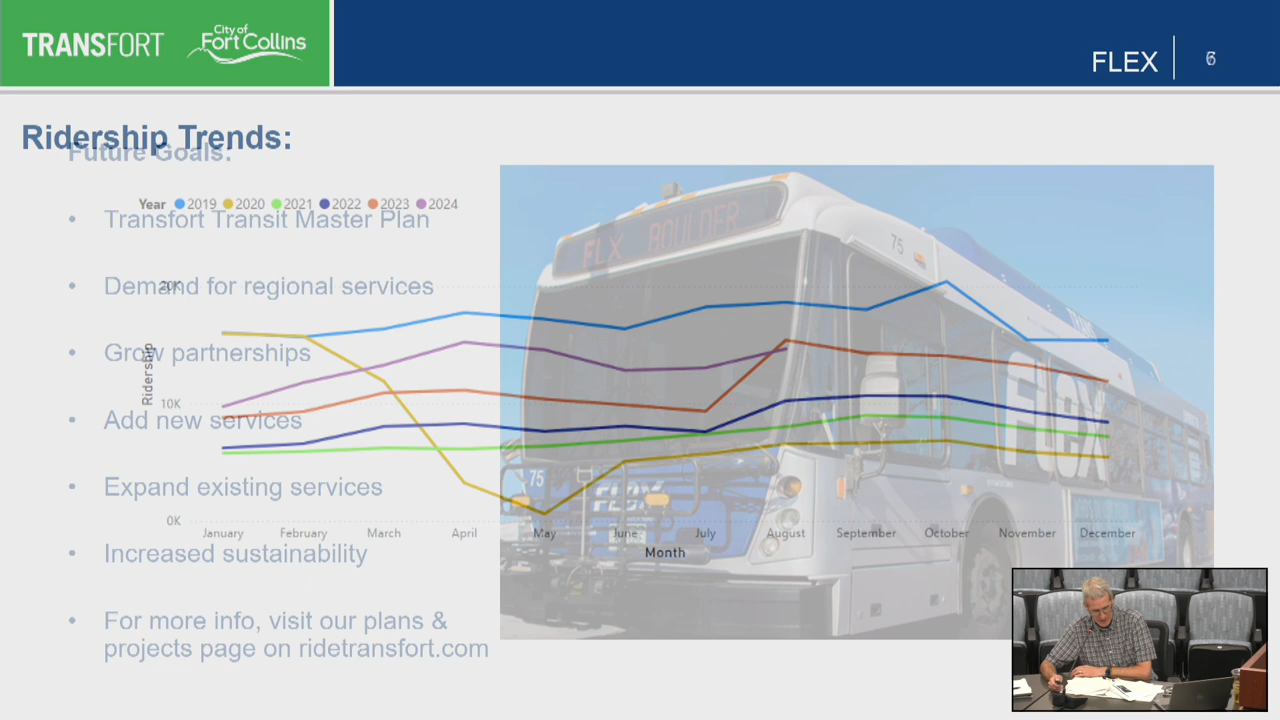 TRANSFORT
City of
Fort Collins
FLEX
Ridership Trends:
Future Goals:
Year 2019 2020 2021 2022 2023 2024
• Transfort Transit Master Plan
• Demand for regional services
• Grow partnerships
• Add new services
• Expand existing services
• Increased sustainability
• For more info, visit our plans &
projects page on ridetransfort.com
20K
10K
0K
Ridership
January February March April May June July August September October November December
Month
FLX BOULDER
75
75
FLEX
FLEX